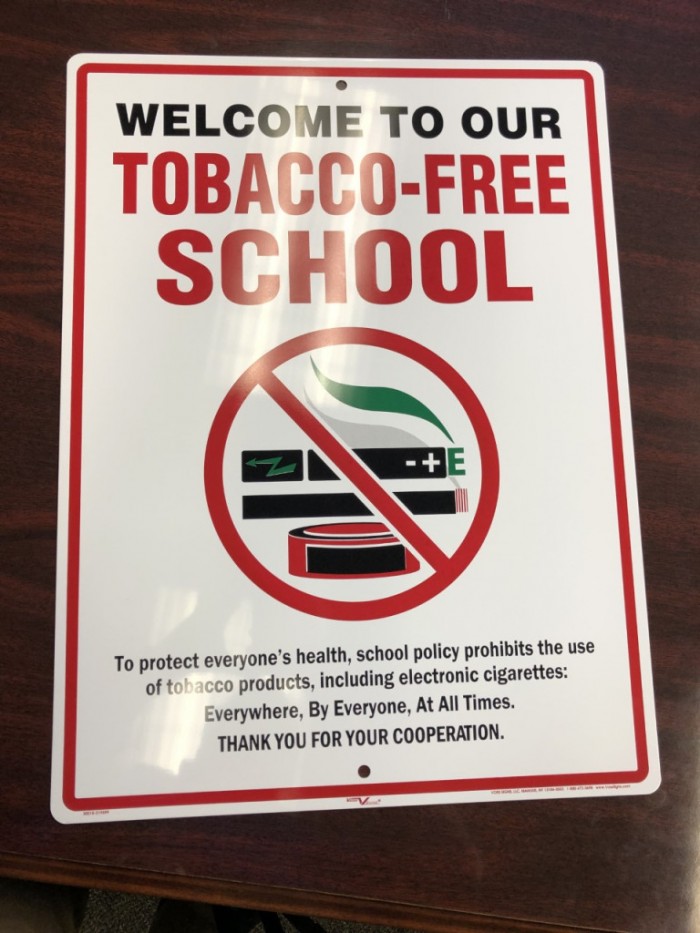 WELCOME TO OUR
TOBACCO-FREE
SCHOOL
- + E
To protect everyone's health, school policy prohibits the use
of tobacco products, including electronic cigarettes:
Everywhere, By Everyone, At All Times.
THANK YOU FOR YOUR COOPERATION.